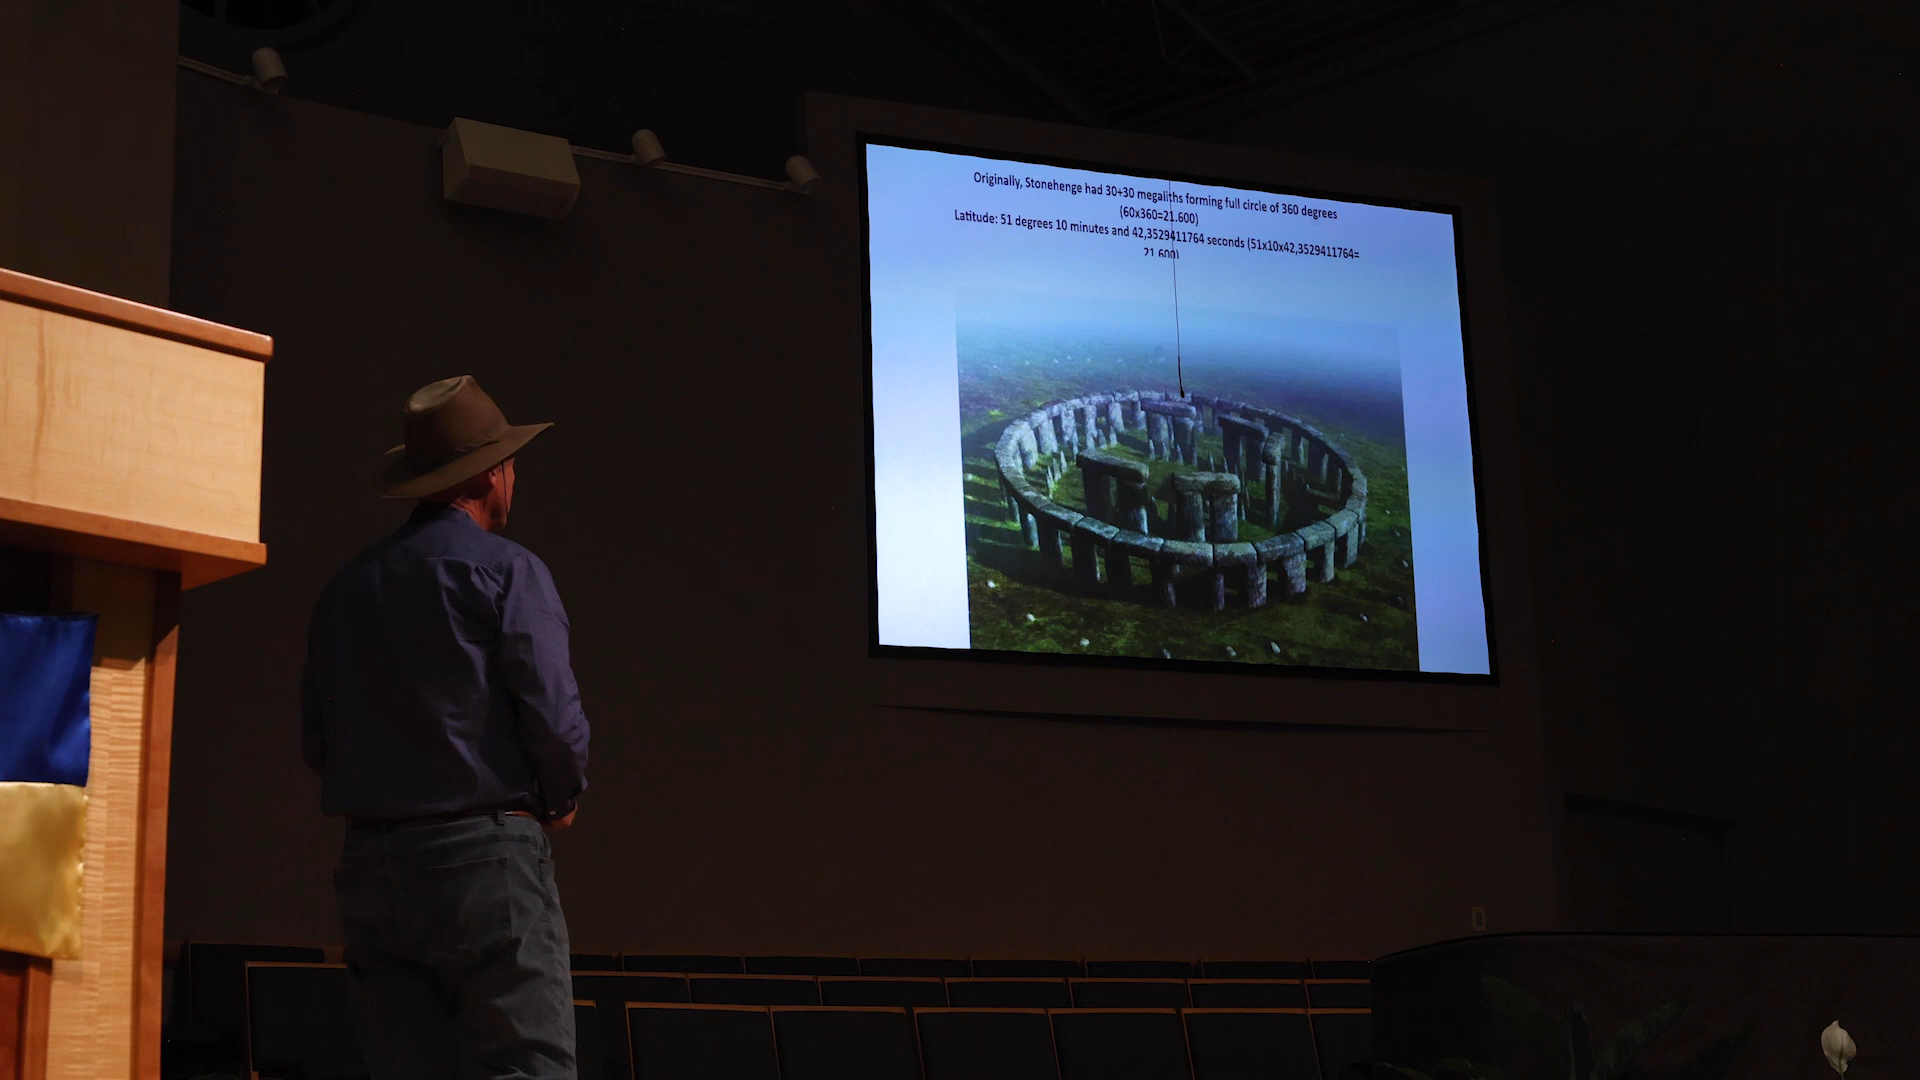 Originally, Stonehenge had 30+30 megaliths forming full circle of 360 degrees
(60x360=21.600)
Latitude: 51 degrees 10 minutes and 42,3529411764 seconds (51x10x42,3529411764=
21.600)